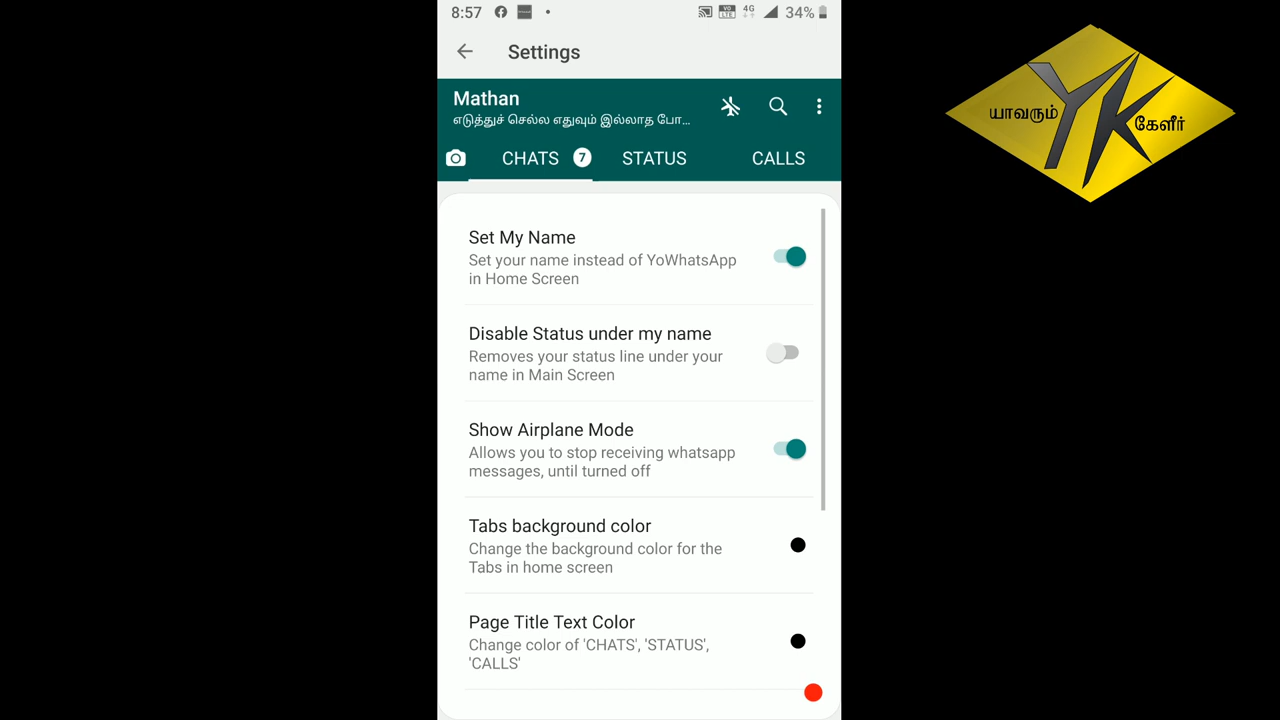 8:57
VO
LTE
4G
34%
Settings
Mathan
எடுத்துச் செல்ல எதுவும் இல்லாத போ...
CHATS 7 STATUS CALLS
Set My Name
Set your name instead of YoWhatsApp
in Home Screen
Disable Status under my name
Removes your status line under your
name in Main Screen
Show Airplane Mode
Allows you to stop receiving whatsapp
messages, until turned off
Tabs background color
Change the background color for the
Tabs in home screen
Page Title Text Color
Change color of 'CHATS', 'STATUS',
'CALLS'
யாவரும் YK கேளிர்